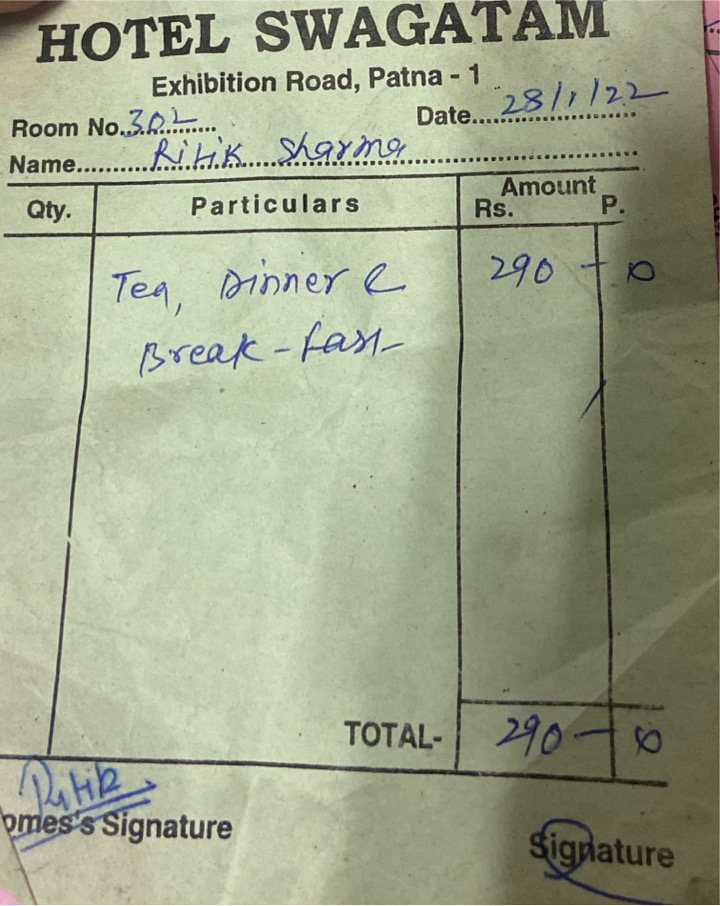 HOTEL SWAGATAM
Exhibition Road, Patna - 1
Room No. 302 Date 28/1/22
Name Ritik Sharma
Qty. Particulars Amount Rs. P.
Tea, Dinner & 290 - 00
Break-fast
TOTAL- 290 - 00
Ritik
omes's Signature Signature